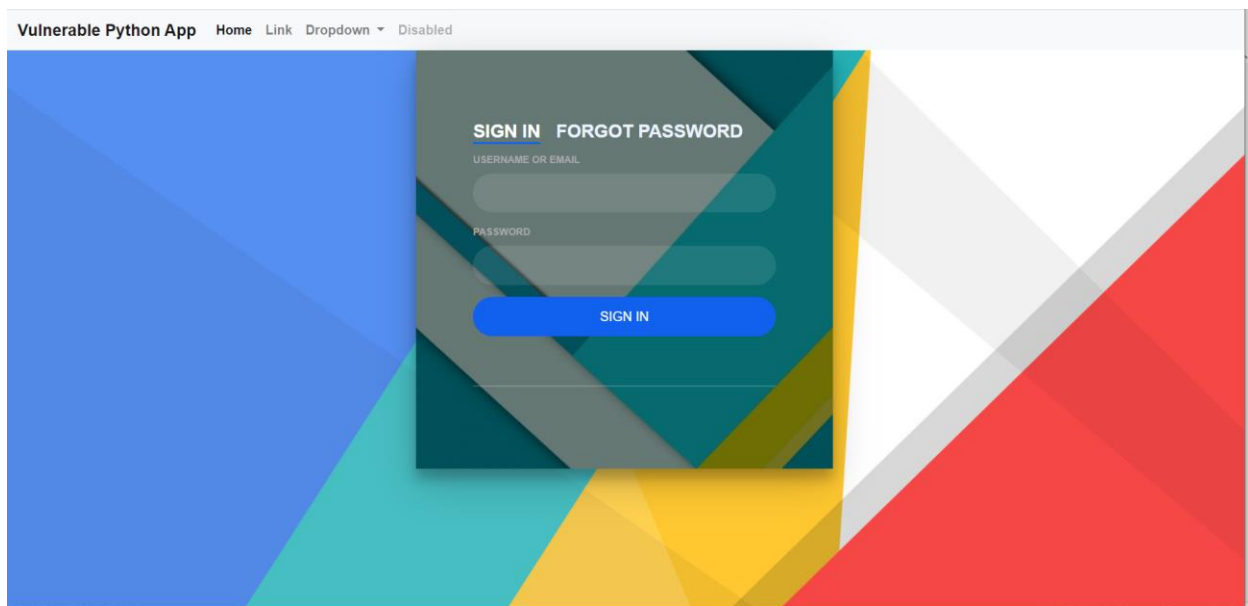 Vulnerable Python App Home Link Dropdown Disabled
SIGN IN FORGOT PASSWORD
USERNAME OR EMAIL
PASSWORD
SIGN IN